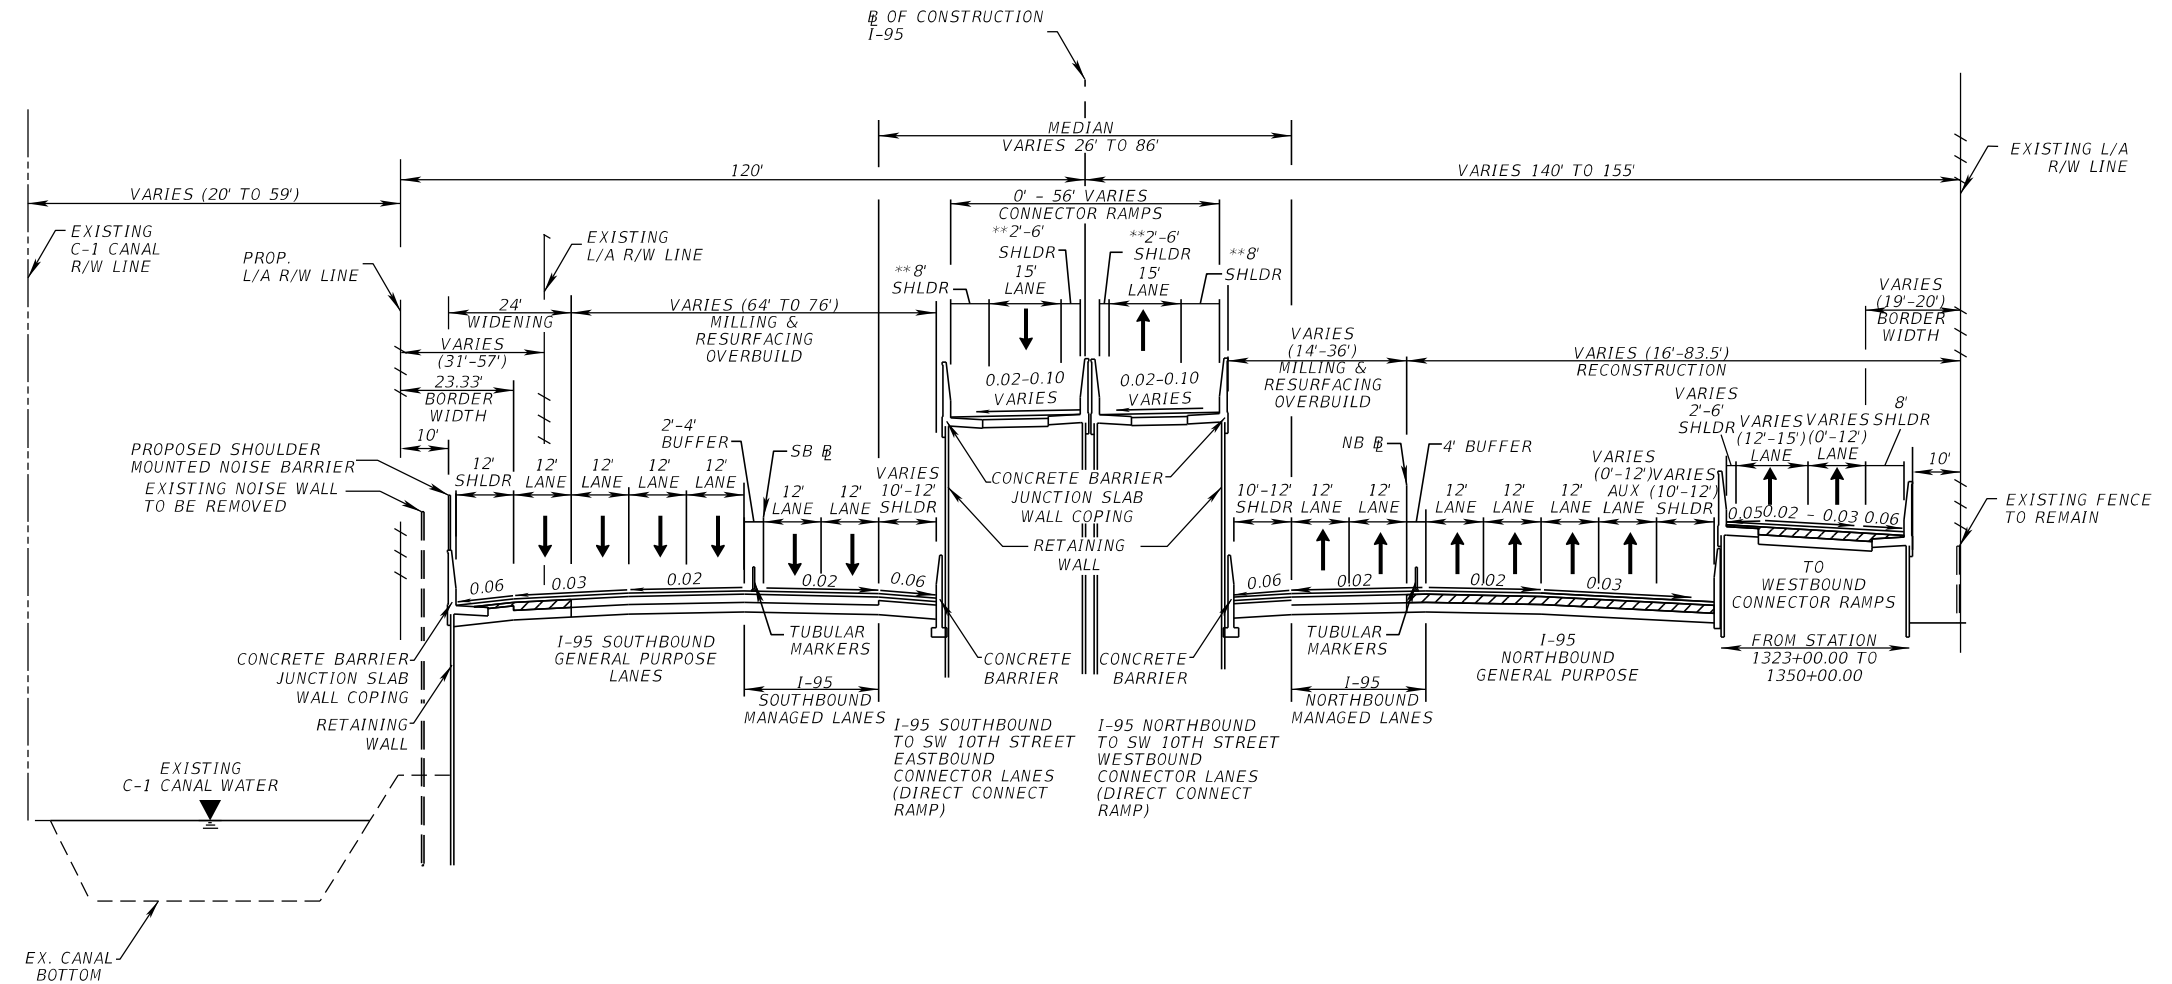 BL OF CONSTRUCTION
I-95
MEDIAN
VARIES 26' TO 86'
120'
VARIES 140' TO 155'
EXISTING L/A
R/W LINE
VARIES (20' TO 59')
0' - 56' VARIES
CONNECTOR RAMPS
EXISTING
C-1 CANAL
R/W LINE
PROP.
L/A R/W LINE
EXISTING
L/A R/W LINE
**2'-6'
SHLDR
**2'-6'
SHLDR
**8'
SHLDR
15'
LANE
15'
LANE
**8'
SHLDR
VARIES
(19'-20')
BORDER
WIDTH
24'
WIDENING
VARIES (64' TO 76')
MILLING &
RESURFACING
OVERBUILD
VARIES
(31'-57')
23.33'
BORDER
WIDTH
10'
VARIES
(14'-36')
MILLING &
RESURFACING
OVERBUILD
VARIES (16'-83.5')
RECONSTRUCTION
0.02-0.10
VARIES
0.02-0.10
VARIES
VARIES
2'-6'
SHLDR
VARIES
(12'-15')
LANE
VARIES
(0'-12')
LANE
8'
SHLDR
10'
PROPOSED SHOULDER
MOUNTED NOISE BARRIER
EXISTING NOISE WALL
TO BE REMOVED
2'-4'
BUFFER
SB BL
NB BL
4' BUFFER
12'
SHLDR
12'
LANE
12'
LANE
12'
LANE
12'
LANE
12'
LANE
12'
LANE
VARIES
10'-12'
SHLDR
CONCRETE BARRIER
JUNCTION SLAB
WALL COPING
RETAINING
WALL
10'-12'
SHLDR
12'
LANE
12'
LANE
12'
LANE
12'
LANE
12'
LANE
VARIES
(0'-12')
AUX
LANE
VARIES
(10'-12')
SHLDR
EXISTING FENCE
TO REMAIN
0.05
0.02 - 0.03
0.06
0.06
0.03
0.02
0.02
0.06
0.06
0.02
0.02
0.03
TO
WESTBOUND
CONNECTOR RAMPS
FROM STATION
1323+00.00 TO
1350+00.00
CONCRETE BARRIER
JUNCTION SLAB
WALL COPING
RETAINING
WALL
I-95 SOUTHBOUND
GENERAL PURPOSE
LANES
TUBULAR
MARKERS
CONCRETE
BARRIER
CONCRETE
BARRIER
TUBULAR
MARKERS
I-95
NORTHBOUND
GENERAL PURPOSE
I-95
SOUTHBOUND
MANAGED LANES
I-95
NORTHBOUND
MANAGED LANES
I-95 SOUTHBOUND
TO SW 10TH STREET
EASTBOUND
CONNECTOR LANES
(DIRECT CONNECT
RAMP)
I-95 NORTHBOUND
TO SW 10TH STREET
WESTBOUND
CONNECTOR LANES
(DIRECT CONNECT
RAMP)
EXISTING
C-1 CANAL WATER
EX. CANAL
BOTTOM